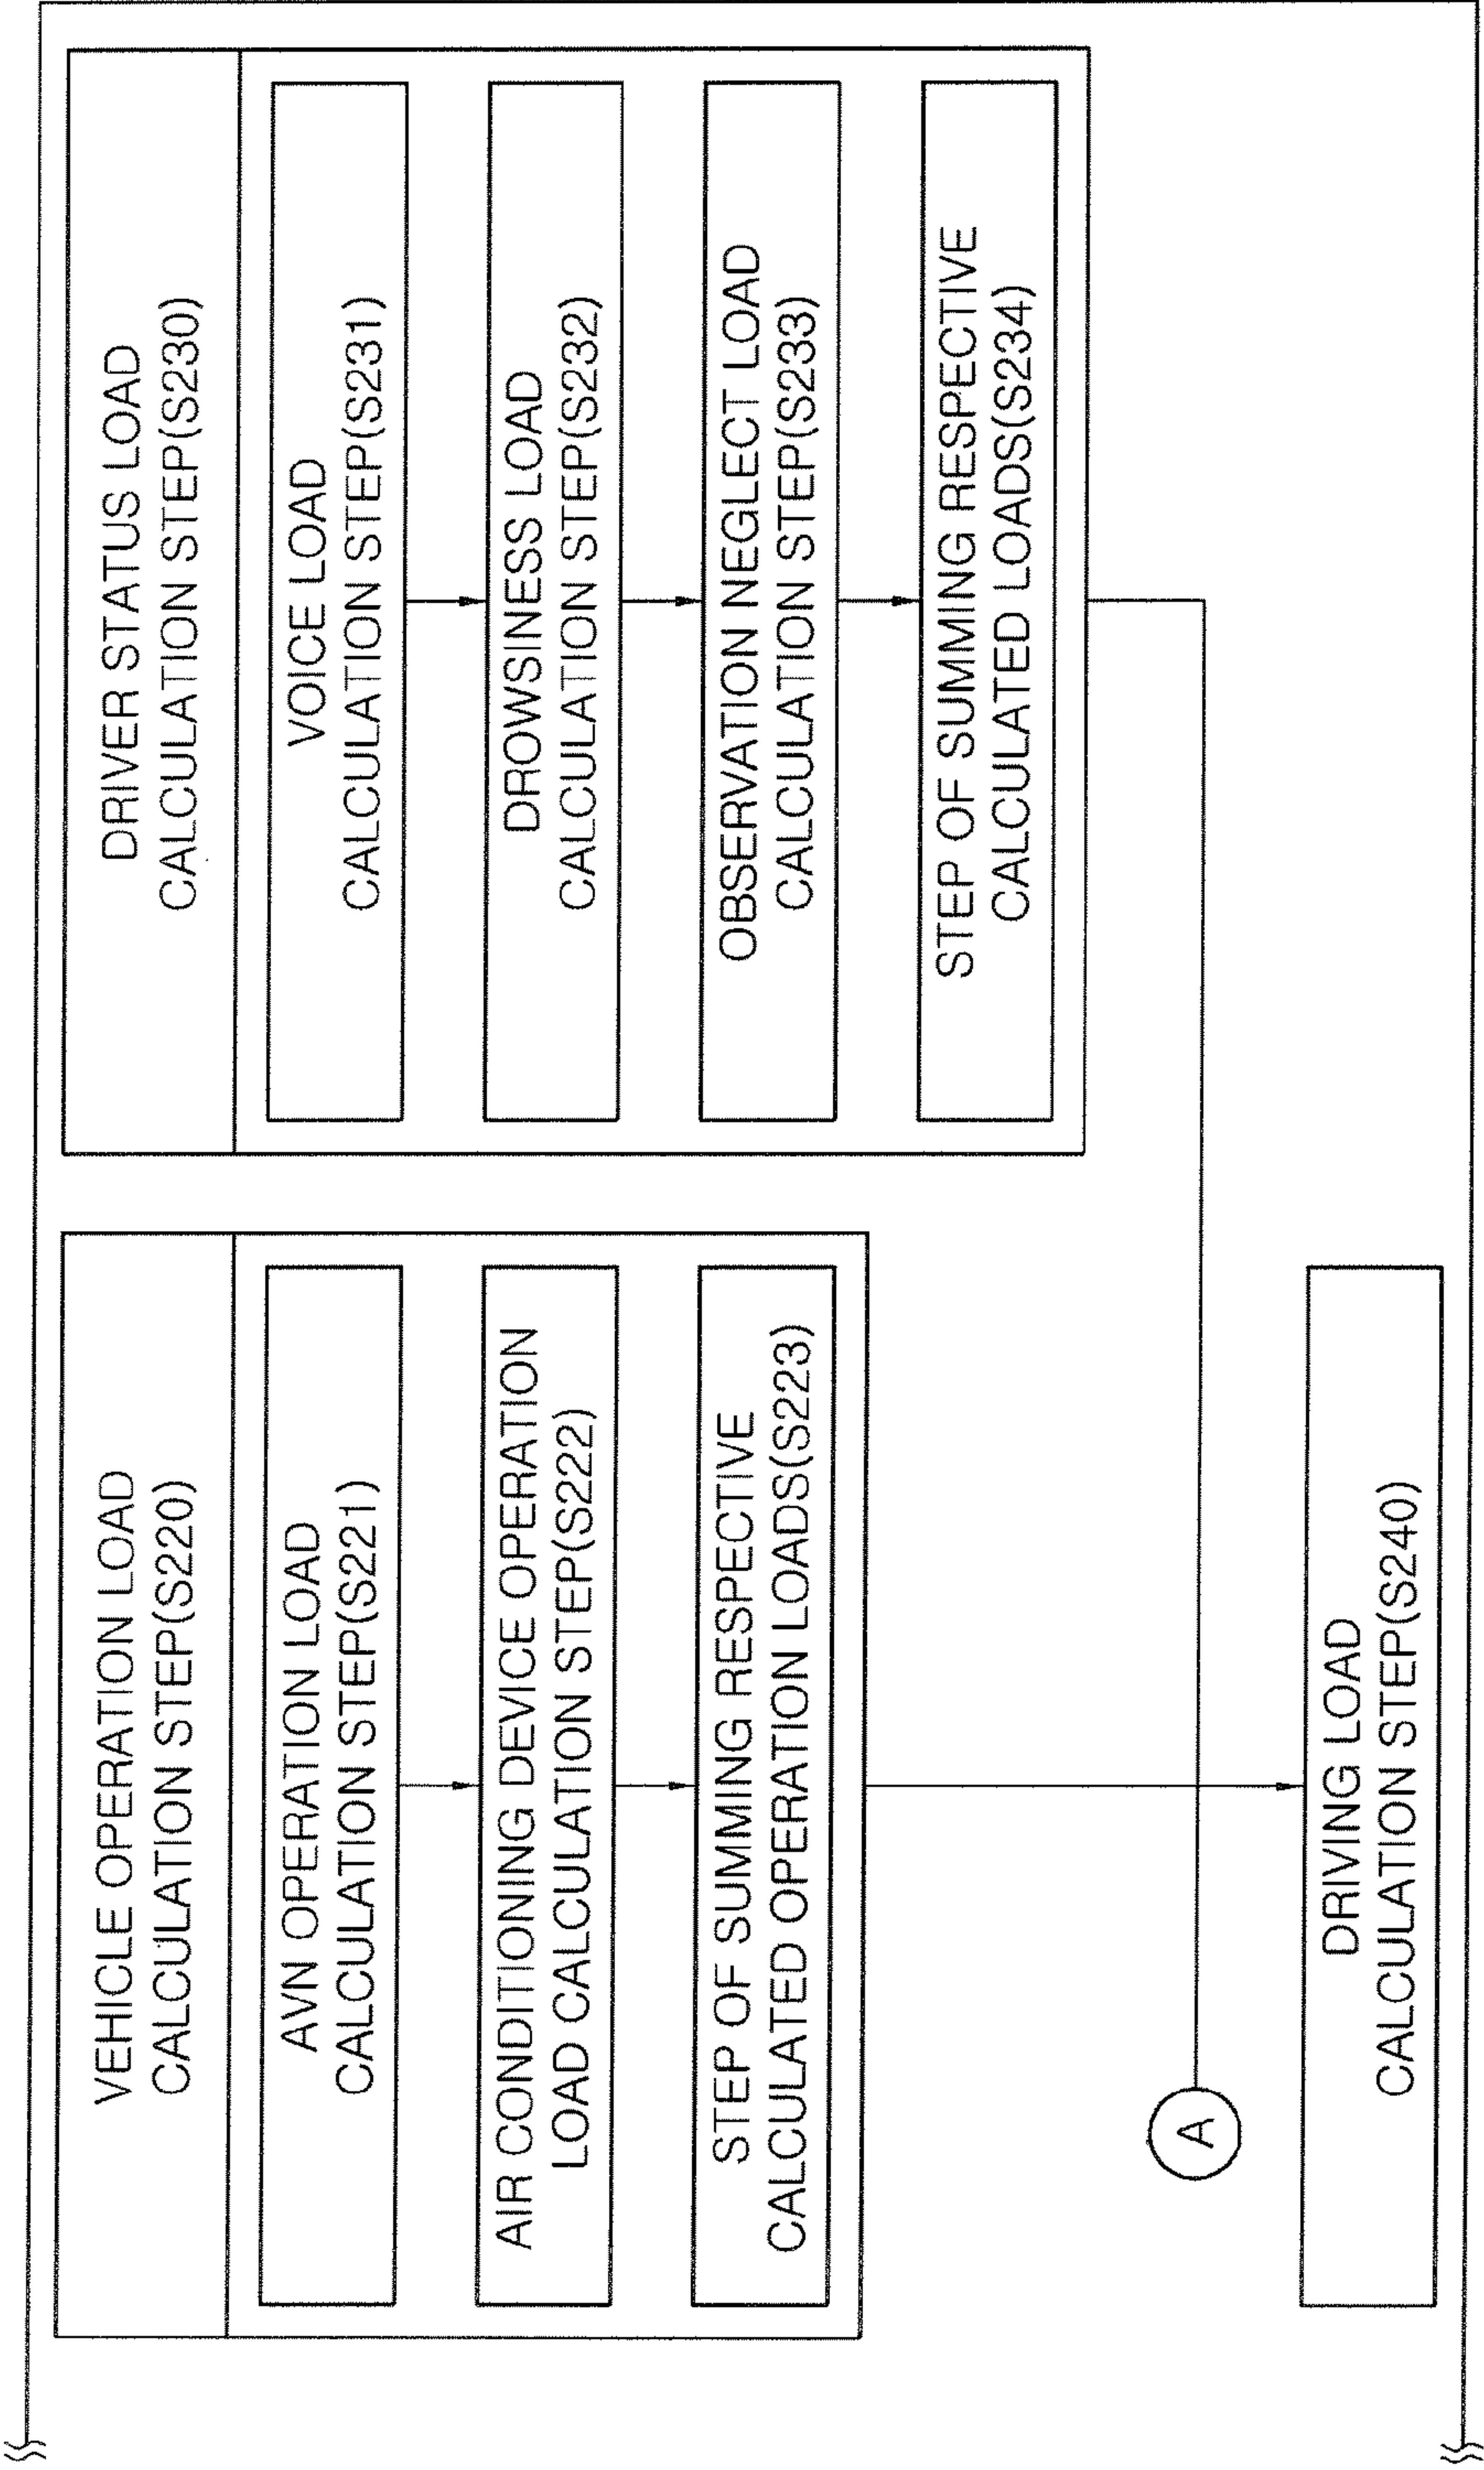 VEHICLE OPERATION LOAD
CALCULATION STEP(S220)
AVN OPERATION LOAD
CALCULATION STEP(S221)
AIR CONDITIONING DEVICE OPERATION
LOAD CALCULATION STEP(S222)
STEP OF SUMMING RESPECTIVE
CALCULATED OPERATION LOADS(S223)
DRIVER STATUS LOAD
CALCULATION STEP(S230)
VOICE LOAD
CALCULATION STEP(S231)
DROWSINESS LOAD
CALCULATION STEP(S232)
OBSERVATION NEGLECT LOAD
CALCULATION STEP(S233)
STEP OF SUMMING RESPECTIVE
CALCULATED LOADS(S234)
A
DRIVING LOAD
CALCULATION STEP(S240)